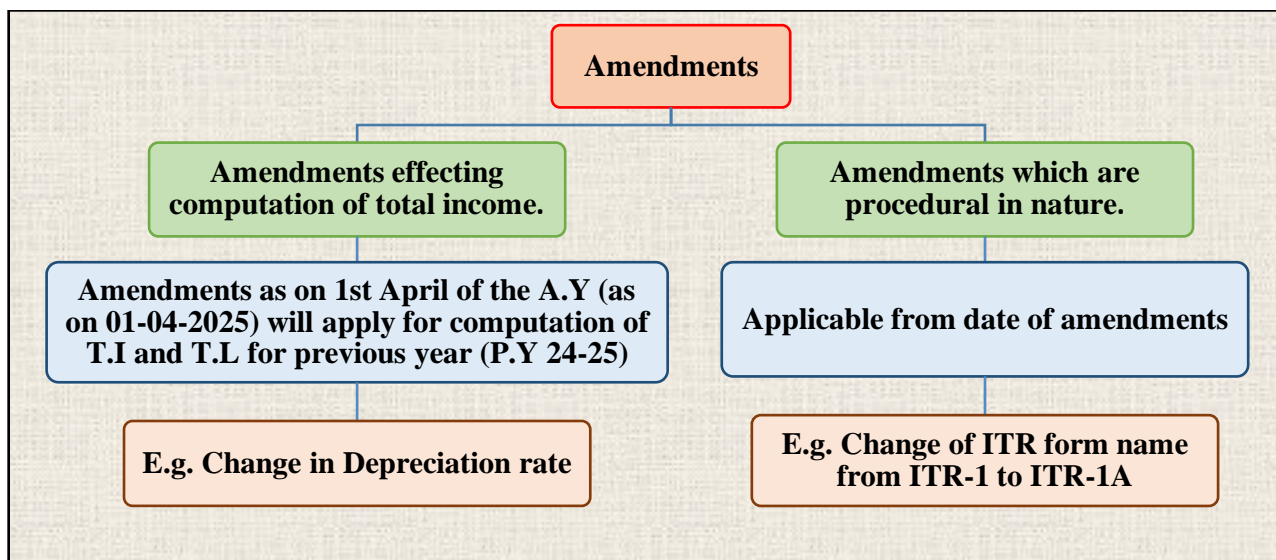 Amendments
Amendments effecting
computation of total income.
Amendments as on 1st April of the A.Y (as
on 01-04-2025) will apply for computation of
T.I and T.L for previous year (P.Y 24-25)
E.g. Change in Depreciation rate
Amendments which are
procedural in nature.
Applicable from date of amendments
E.g. Change of ITR form name
from ITR-1 to ITR-1A